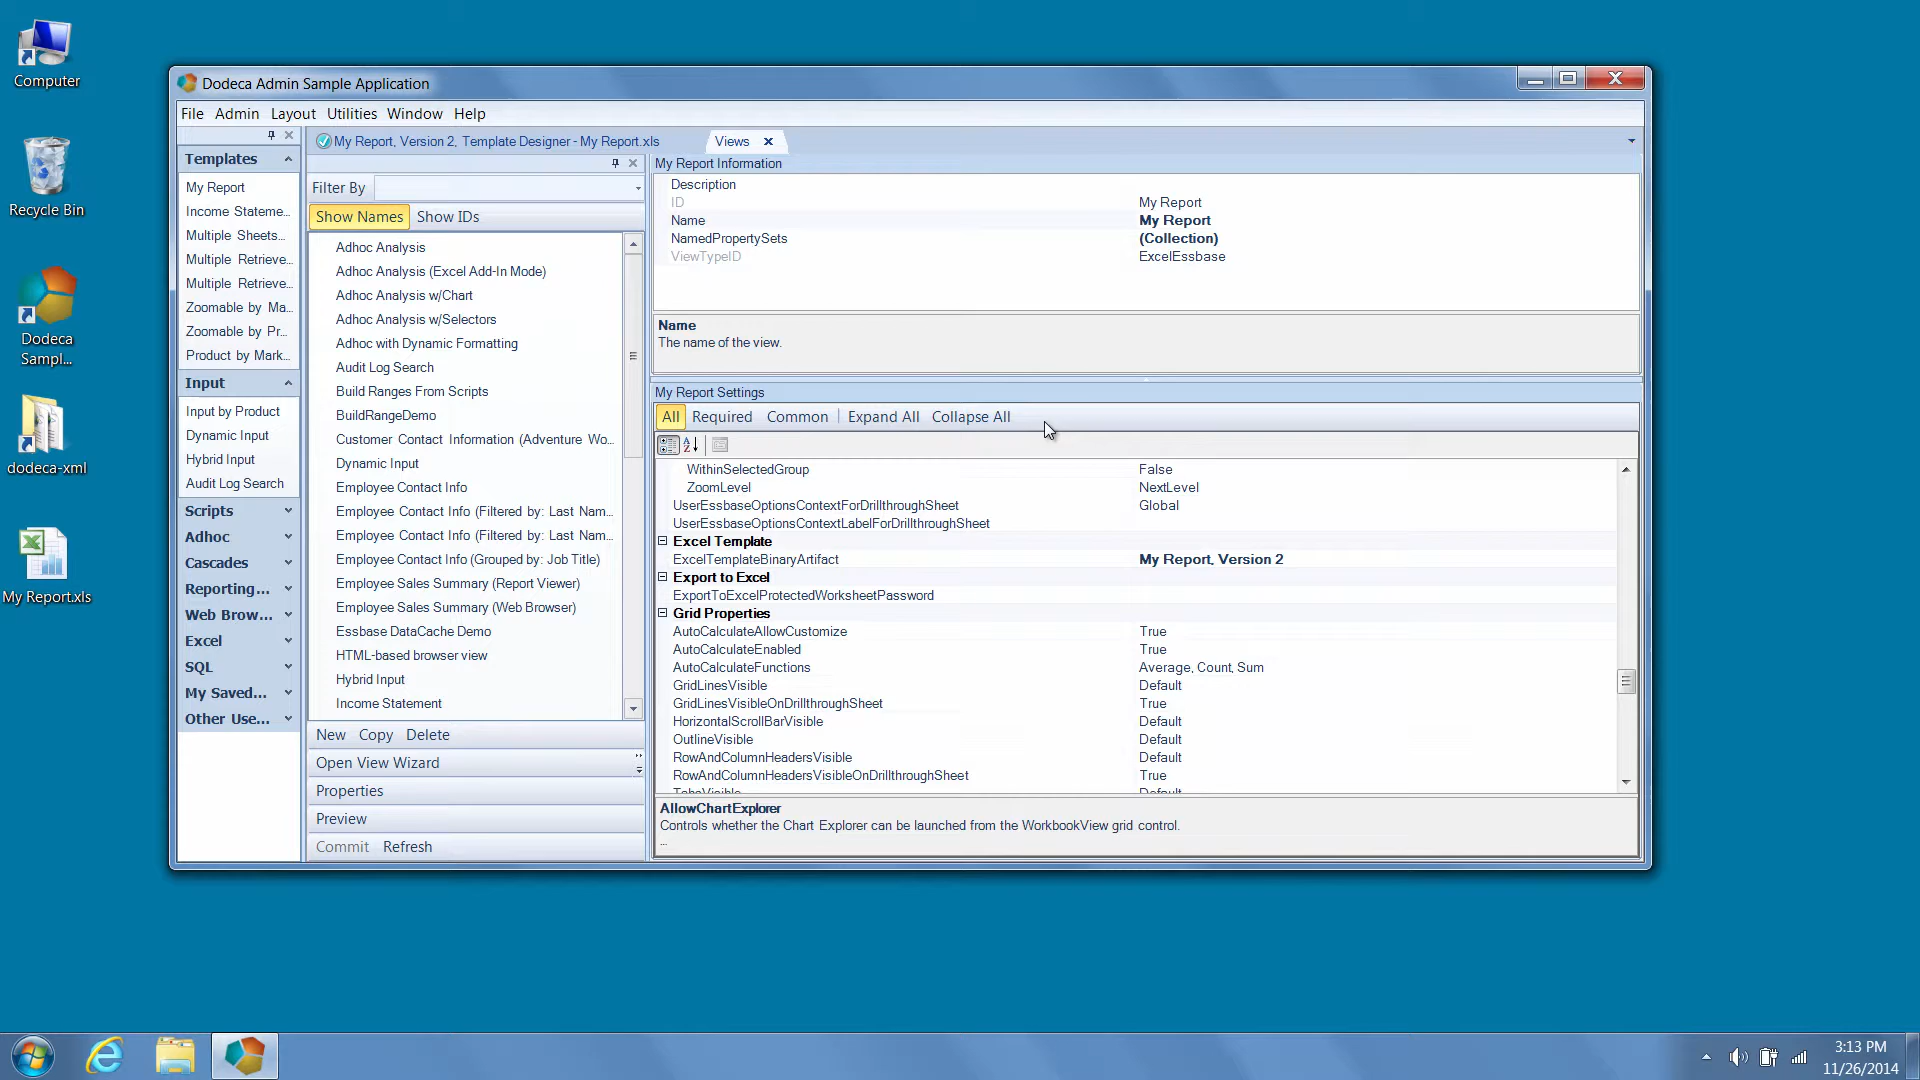 Computer
Recycle Bin
Dodeca
Sampl...
dodeca-xml
My Report.xls
Dodeca Admin Sample Application
File Admin Layout Utilities Window Help
Templates
My Report
Income Stateme...
Multiple Sheets...
Multiple Retrieve...
Multiple Retrieve...
Zoomable by Ma...
Zoomable by Pr...
Product by Mark...
Input
Input by Product
Dynamic Input
Hybrid Input
Audit Log Search
Scripts
Adhoc
Cascades
Reporting...
Web Brow...
Excel
SQL
My Saved...
Other Use...
My Report, Version 2, Template Designer - My Report.xls
Views
Filter By
Show Names Show IDs
Adhoc Analysis
Adhoc Analysis (Excel Add-In Mode)
Adhoc Analysis w/Chart
Adhoc Analysis w/Selectors
Adhoc with Dynamic Formatting
Audit Log Search
Build Ranges From Scripts
BuildRangeDemo
Customer Contact Information (Adventure Wo...
Dynamic Input
Employee Contact Info
Employee Contact Info (Filtered by: Last Nam...
Employee Contact Info (Filtered by: Last Nam...
Employee Contact Info (Grouped by: Job Title)
Employee Sales Summary (Report Viewer)
Employee Sales Summary (Web Browser)
Essbase DataCache Demo
HTML-based browser view
Hybrid Input
Income Statement
New Copy Delete
Open View Wizard
Properties
Preview
Commit Refresh
My Report Information
Description
ID My Report
Name My Report
NamedPropertySets (Collection)
ViewTypeID ExcelEssbase
Name
The name of the view.
My Report Settings
All Required Common Expand All Collapse All
WithinSelectedGroup False
ZoomLevel NextLevel
UserEssbaseOptionsContextForDrillthroughSheet Global
UserEssbaseOptionsContextLabelForDrillthroughSheet
Excel Template
ExcelTemplateBinaryArtifact My Report, Version 2
Export to Excel
ExportToExcelProtectedWorksheetPassword
Grid Properties
AutoCalculateAllowCustomize True
AutoCalculateEnabled True
AutoCalculateFunctions Average, Count, Sum
GridLinesVisible Default
GridLinesVisibleOnDrillthroughSheet True
HorizontalScrollBarVisible Default
OutlineVisible Default
RowAndColumnHeadersVisible Default
RowAndColumnHeadersVisibleOnDrillthroughSheet True
TabsVisible Default
AllowChartExplorer
Controls whether the Chart Explorer can be launched from the WorkbookView grid control.
...
3:13 PM
11/26/2014